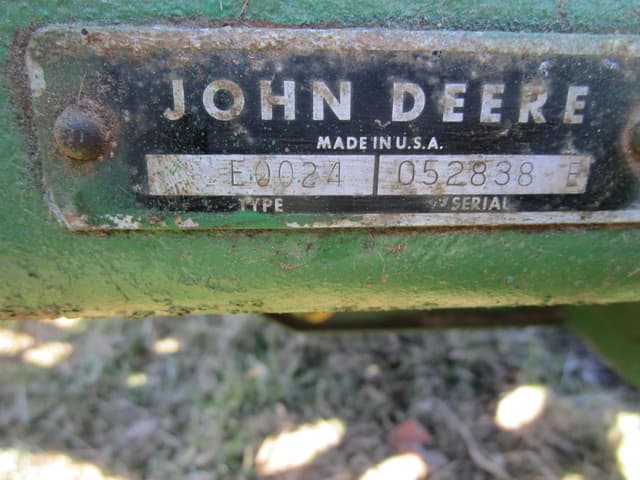 JOHN DEERE
MADE IN U.S.A.
E0024 052838 E
TYPE SERIAL